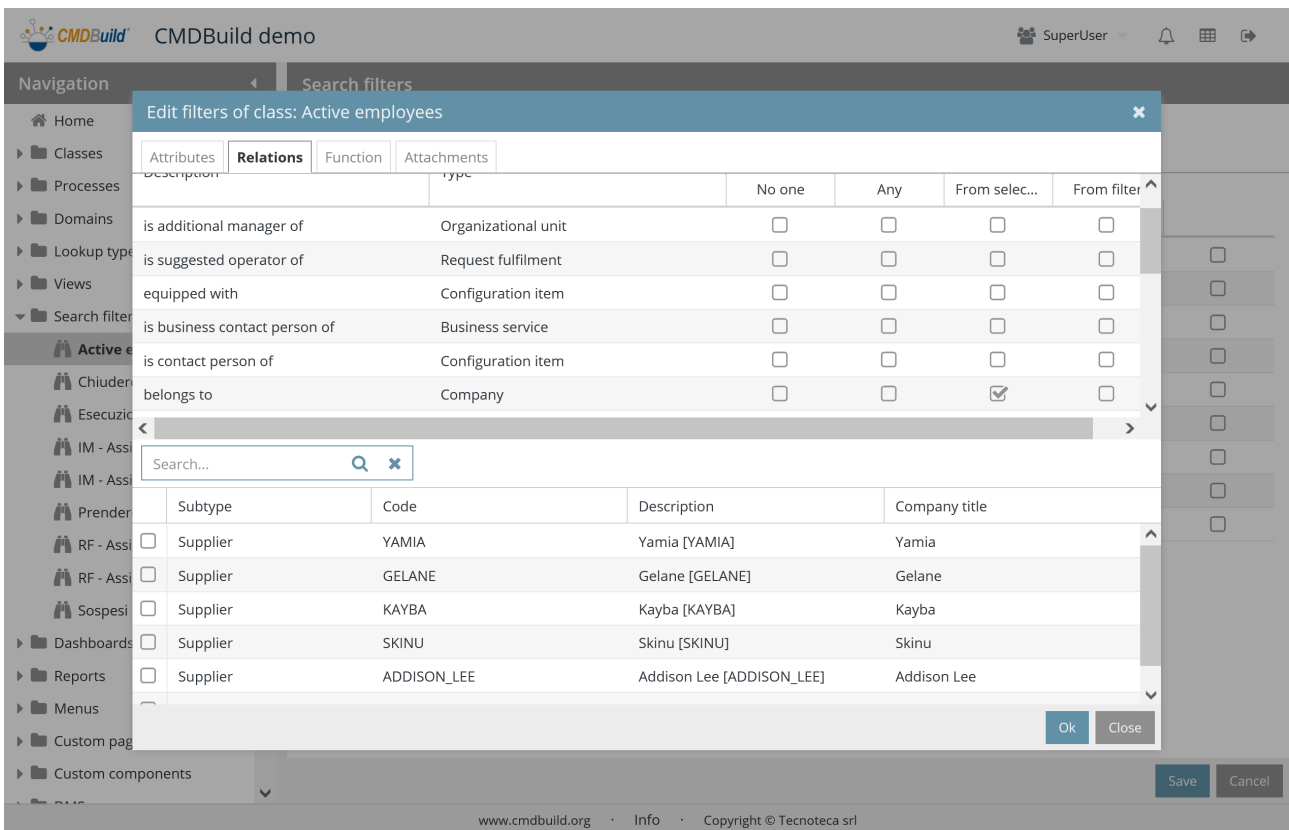 CMDBuild CMDBuild demo SuperUser
Navigation Search filters
Edit filters of class: Active employees
Home
Classes
Processes
Domains
Lookup type
Views
Search filter
Active e
Chiuder
Esecuzio
IM - Assi
IM - Assi
Prender
RF - Assi
RF - Assi
Sospesi
Dashboards
Reports
Menus
Custom pag
Custom components
DMS
Attributes Relations Function Attachments
Description Type No one Any From selec... From filter
is additional manager of Organizational unit
is suggested operator of Request fulfilment
equipped with Configuration item
is business contact person of Business service
is contact person of Configuration item
belongs to Company
Search...
Subtype Code Description Company title
Supplier YAMIA Yamia [YAMIA] Yamia
Supplier GELANE Gelane [GELANE] Gelane
Supplier KAYBA Kayba [KAYBA] Kayba
Supplier SKINU Skinu [SKINU] Skinu
Supplier ADDISON_LEE Addison Lee [ADDISON_LEE] Addison Lee
Ok Close
Save Cancel
www.cmdbuild.org · Info · Copyright © Tecnoteca srl